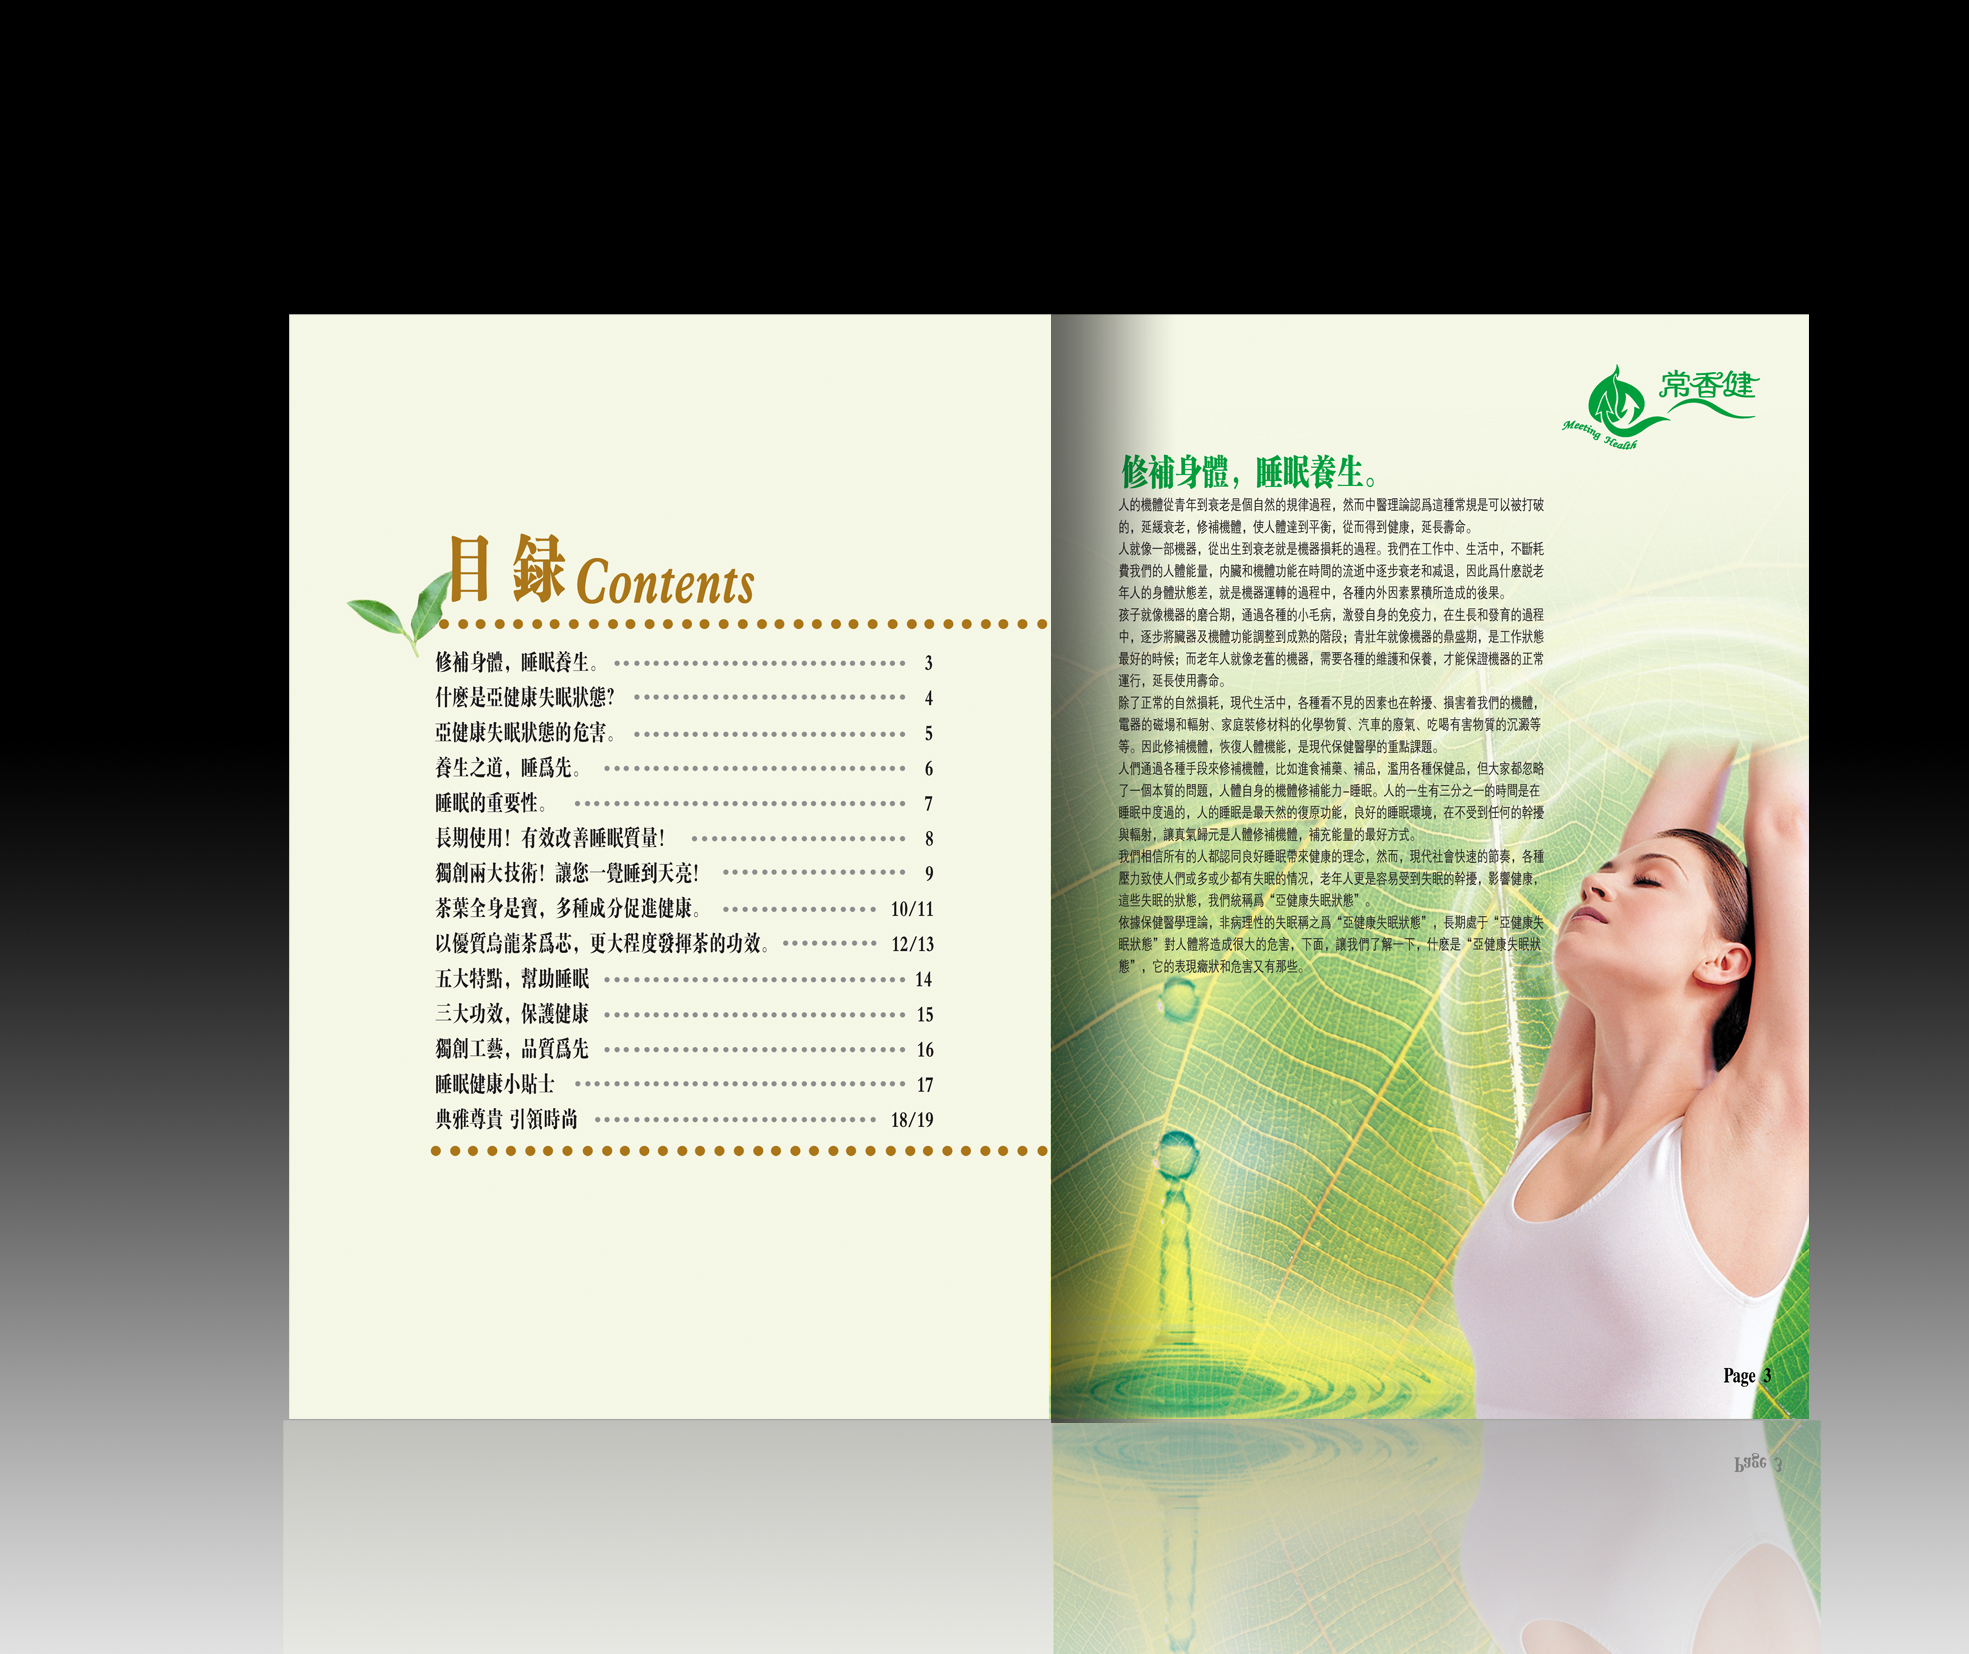 目 録 Contents
修補身體，睡眠養生。 3
什麽是亞健康失眠狀態？ 4
亞健康失眠狀態的危害。 5
養生之道，睡爲先。 6
睡眠的重要性。 7
長期使用！有效改善睡眠質量！ 8
獨創兩大技術！讓您一覺睡到天亮！ 9
茶葉全身是寶，多種成分促進健康。 10/11
以優質烏龍茶爲芯，更大程度發揮茶的功效。 12/13
五大特點，幫助睡眠 14
三大功效，保護健康 15
獨創工藝，品質爲先 16
睡眠健康小貼士 17
典雅尊貴 引領時尚 18/19
常香健
Meeting Health
修補身體，睡眠養生。
人的機體從青年到衰老是個自然的規律過程，然而中醫理論認爲這種常規是可以被打破
的，延緩衰老，修補機體，使人體達到平衡，從而得到健康，延長壽命。
人就像一部機器，從出生到衰老就是機器損耗的過程。我們在工作中、生活中，不斷耗
費我們的人體能量，内臟和機體功能在時間的流逝中逐步衰老和减退，因此爲什麽説老
年人的身體狀態差，就是機器運轉的過程中，各種内外因素累積所造成的後果。
孩子就像機器的磨合期，通過各種的小毛病，激發自身的免疫力，在生長和發育的過程
中，逐步將臟器及機體功能調整到成熟的階段；青壯年就像機器的鼎盛期，是工作狀態
最好的時候；而老年人就像老舊的機器，需要各種的維護和保養，才能保證機器的正常
運行，延長使用壽命。
除了正常的自然損耗，現代生活中，各種看不見的因素也在幹擾、損害着我們的機體，
電器的磁場和輻射、家庭裝修材料的化學物質、汽車的廢氣、吃喝有害物質的沉澱等
等。因此修補機體，恢復人體機能，是現代保健醫學的重點課題。
人們通過各種手段來修補機體，比如進食補藥、補品，濫用各種保健品，但大家都忽略
了一個本質的問題，人體自身的機體修補能力–睡眠。人的一生有三分之一的時間是在
睡眠中度過的，人的睡眠是最天然的復原功能，良好的睡眠環境，在不受到任何的幹擾
與輻射，讓真氣歸元是人體修補機體，補充能量的最好方式。
我們相信所有的人都認同良好睡眠帶來健康的理念，然而，現代社會快速的節奏，各種
壓力致使人們或多或少都有失眠的情况，老年人更是容易受到失眠的幹擾，影響健康，
這些失眠的狀態，我們統稱爲“亞健康失眠狀態”。
依據保健醫學理論，非病理性的失眠稱之爲“亞健康失眠狀態”，長期處于“亞健康失
眠狀態”對人體將造成很大的危害，下面，讓我們了解一下，什麽是“亞健康失眠狀
態”，它的表現癥狀和危害又有那些。
Page 3
Page 3